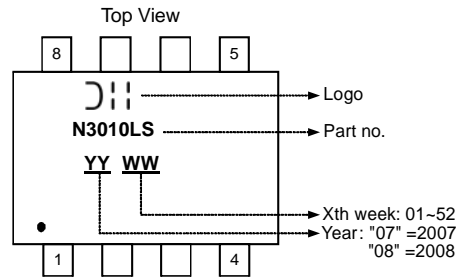 Top View
8 5
Logo
N3010LS Part no.
YY WW
Xth week: 01~52
Year: "07" =2007
"08" =2008
1 4